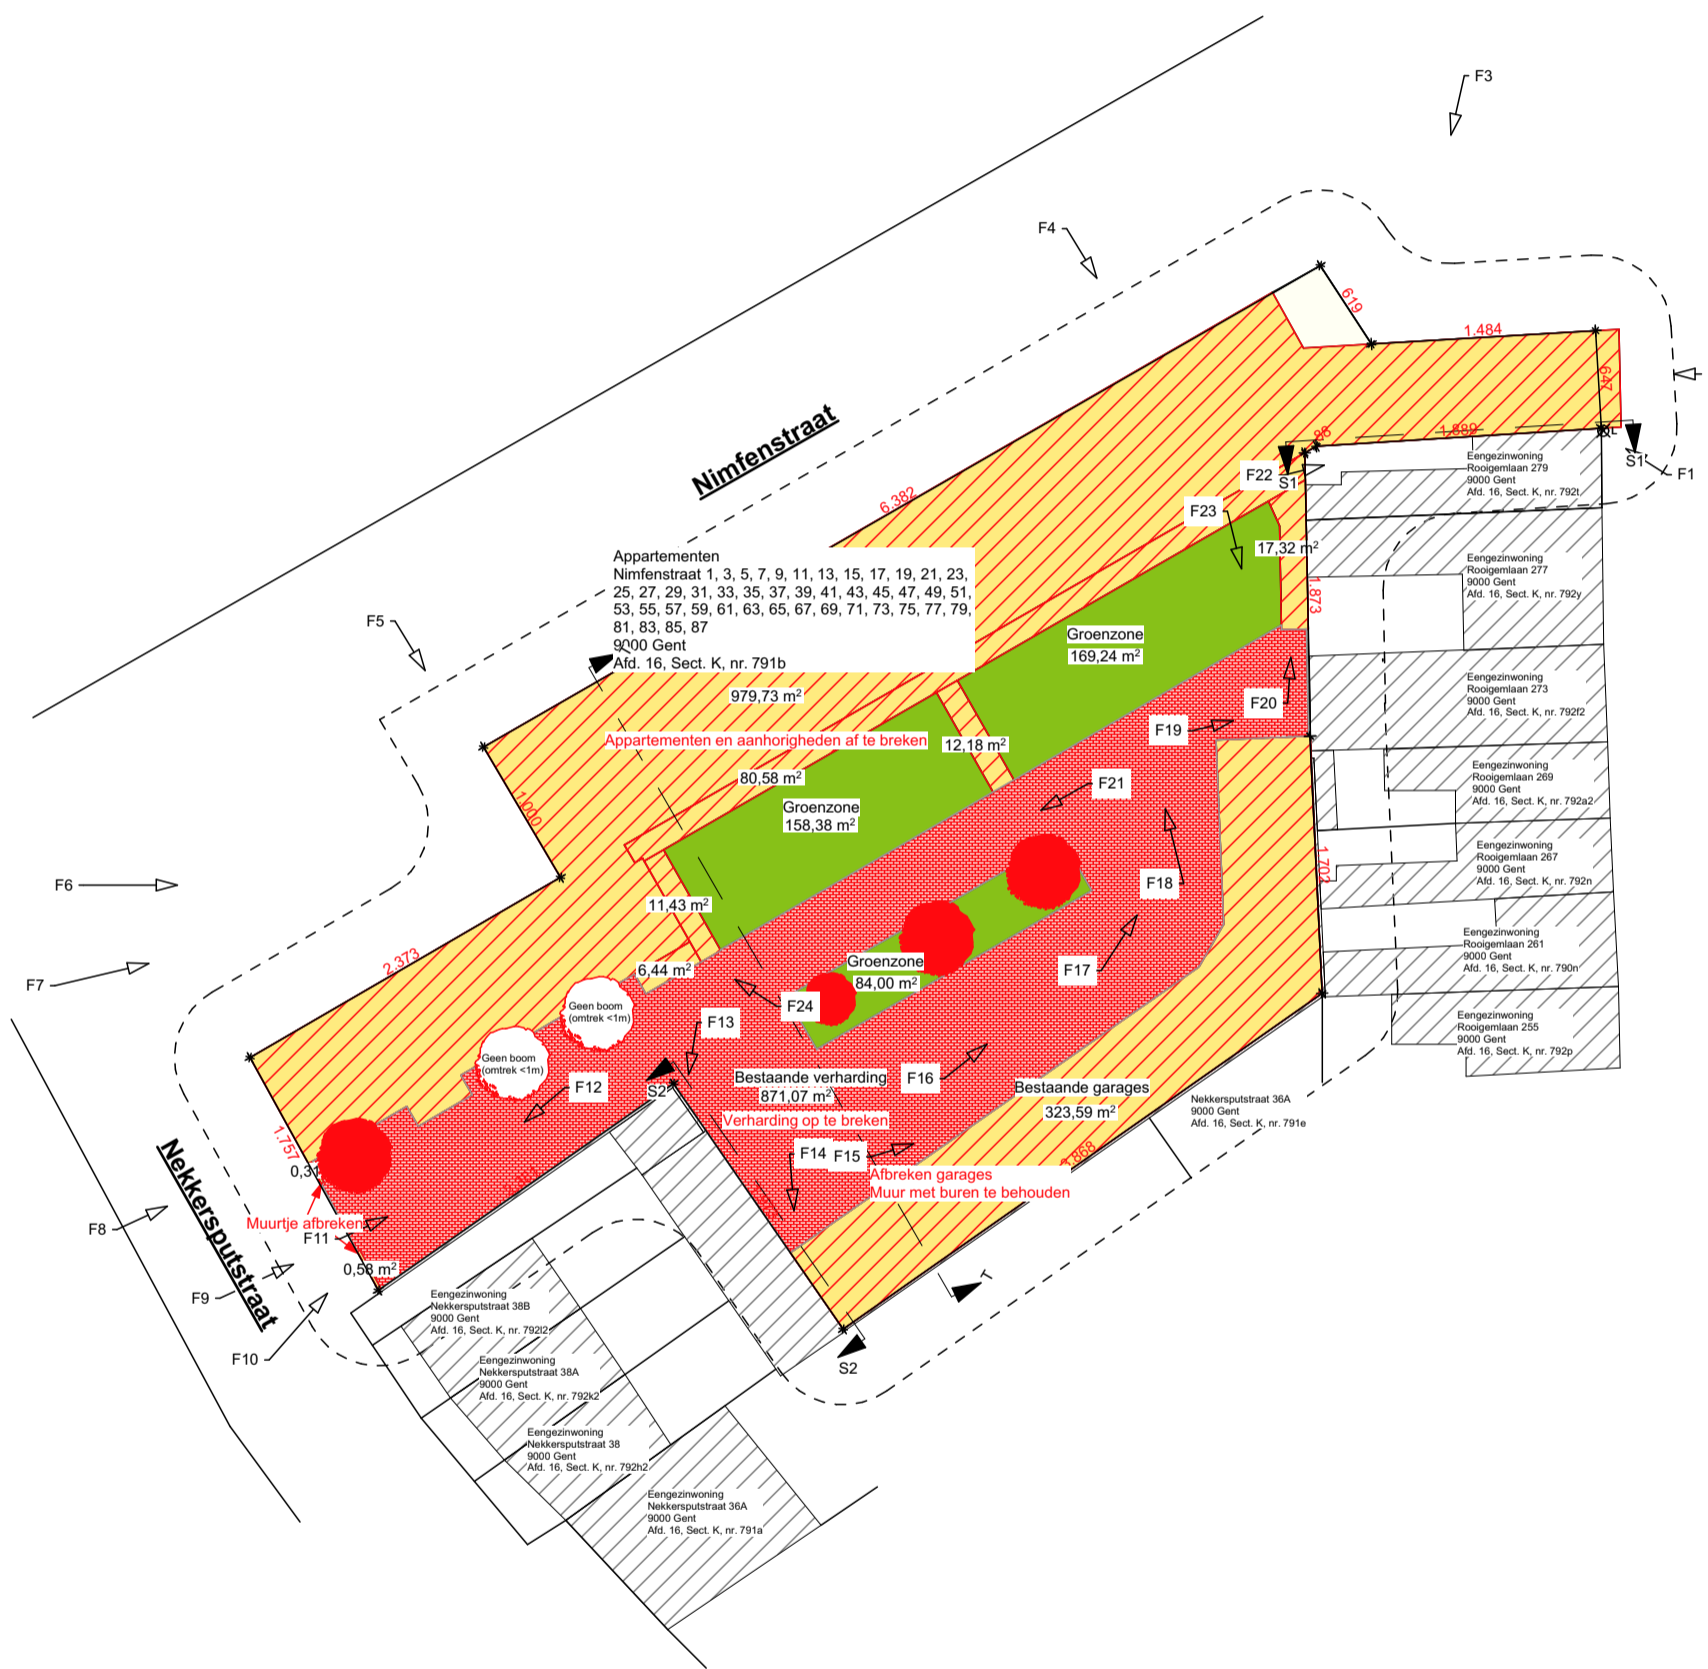 F3
F4
619
1.484
647
Nimfenstraat
6.382
88
1.889
S1
S1'
F1
F22
F23
17,32 m²
1.873
Eengezinwoning
Rooigemlaan 279
9000 Gent
Afd. 16, Sect. K, nr. 792t
Eengezinwoning
Rooigemlaan 277
9000 Gent
Afd. 16, Sect. K, nr. 792y
Eengezinwoning
Rooigemlaan 273
9000 Gent
Afd. 16, Sect. K, nr. 792f2
Eengezinwoning
Rooigemlaan 269
9000 Gent
Afd. 16, Sect. K, nr. 792a2
Eengezinwoning
Rooigemlaan 267
9000 Gent
Afd. 16, Sect. K, nr. 792n
Eengezinwoning
Rooigemlaan 261
9000 Gent
Afd. 16, Sect. K, nr. 790n
Eengezinwoning
Rooigemlaan 255
9000 Gent
Afd. 16, Sect. K, nr. 792p
Appartementen
Nimfenstraat 1, 3, 5, 7, 9, 11, 13, 15, 17, 19, 21, 23,
25, 27, 29, 31, 33, 35, 37, 39, 41, 43, 45, 47, 49, 51,
53, 55, 57, 59, 61, 63, 65, 67, 69, 71, 73, 75, 77, 79,
81, 83, 85, 87
9000 Gent
Afd. 16, Sect. K, nr. 791b
F5
979,73 m²
Appartementen en aanhorigheden af te breken
80,58 m²
Groenzone
169,24 m²
12,18 m²
Groenzone
158,38 m²
F20
F19
F21
F18
F17
1.702
1.000
F6
F7
2.373
11,43 m²
6,44 m²
Groenzone
84,00 m²
F24
F13
Geen boom
(omtrek <1m)
Geen boom
(omtrek <1m)
F12
S2'
Bestaande verharding
871,07 m²
Verharding op te breken
F16
Bestaande garages
323,59 m²
Nekkersputstraat 36A
9000 Gent
Afd. 16, Sect. K, nr. 791e
F14
F15
Afbreken garages
Muur met buren te behouden
1.757
0,31
Nekkersputstraat
Muurtje afbreken
F11
0,58 m²
F8
F9
F10
T
S2
Eengezinwoning
Nekkersputstraat 38B
9000 Gent
Afd. 16, Sect. K, nr. 792l2
Eengezinwoning
Nekkersputstraat 38A
9000 Gent
Afd. 16, Sect. K, nr. 792k2
Eengezinwoning
Nekkersputstraat 38
9000 Gent
Afd. 16, Sect. K, nr. 792h2
Eengezinwoning
Nekkersputstraat 36A
9000 Gent
Afd. 16, Sect. K, nr. 791a